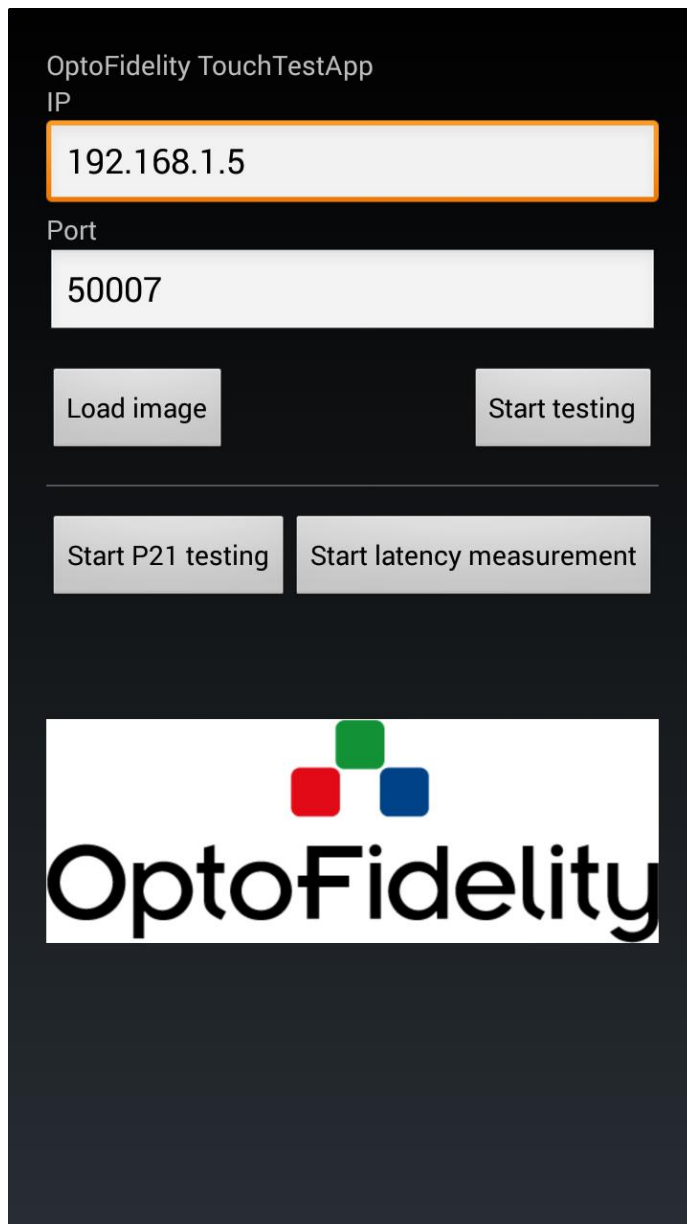 OptoFidelity TouchTestApp
IP
192.168.1.5
Port
50007
Load image Start testing
Start P21 testing Start latency measurement
OptoFidelity